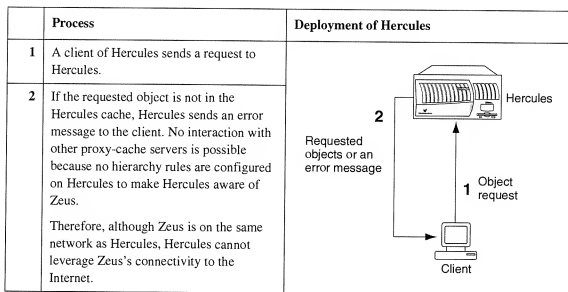 Process
Deployment of Hercules
1
A client of Hercules sends a request to
Hercules.
2
If the requested object is not in the
Hercules cache, Hercules sends an error
message to the client. No interaction with
other proxy-cache servers is possible
because no hierarchy rules are configured
on Hercules to make Hercules aware of
Zeus.
Therefore, although Zeus is on the same
network as Hercules, Hercules cannot
leverage Zeus's connectivity to the
Internet.
Hercules
2
Requested
objects or an
error message
1 Object
request
Client